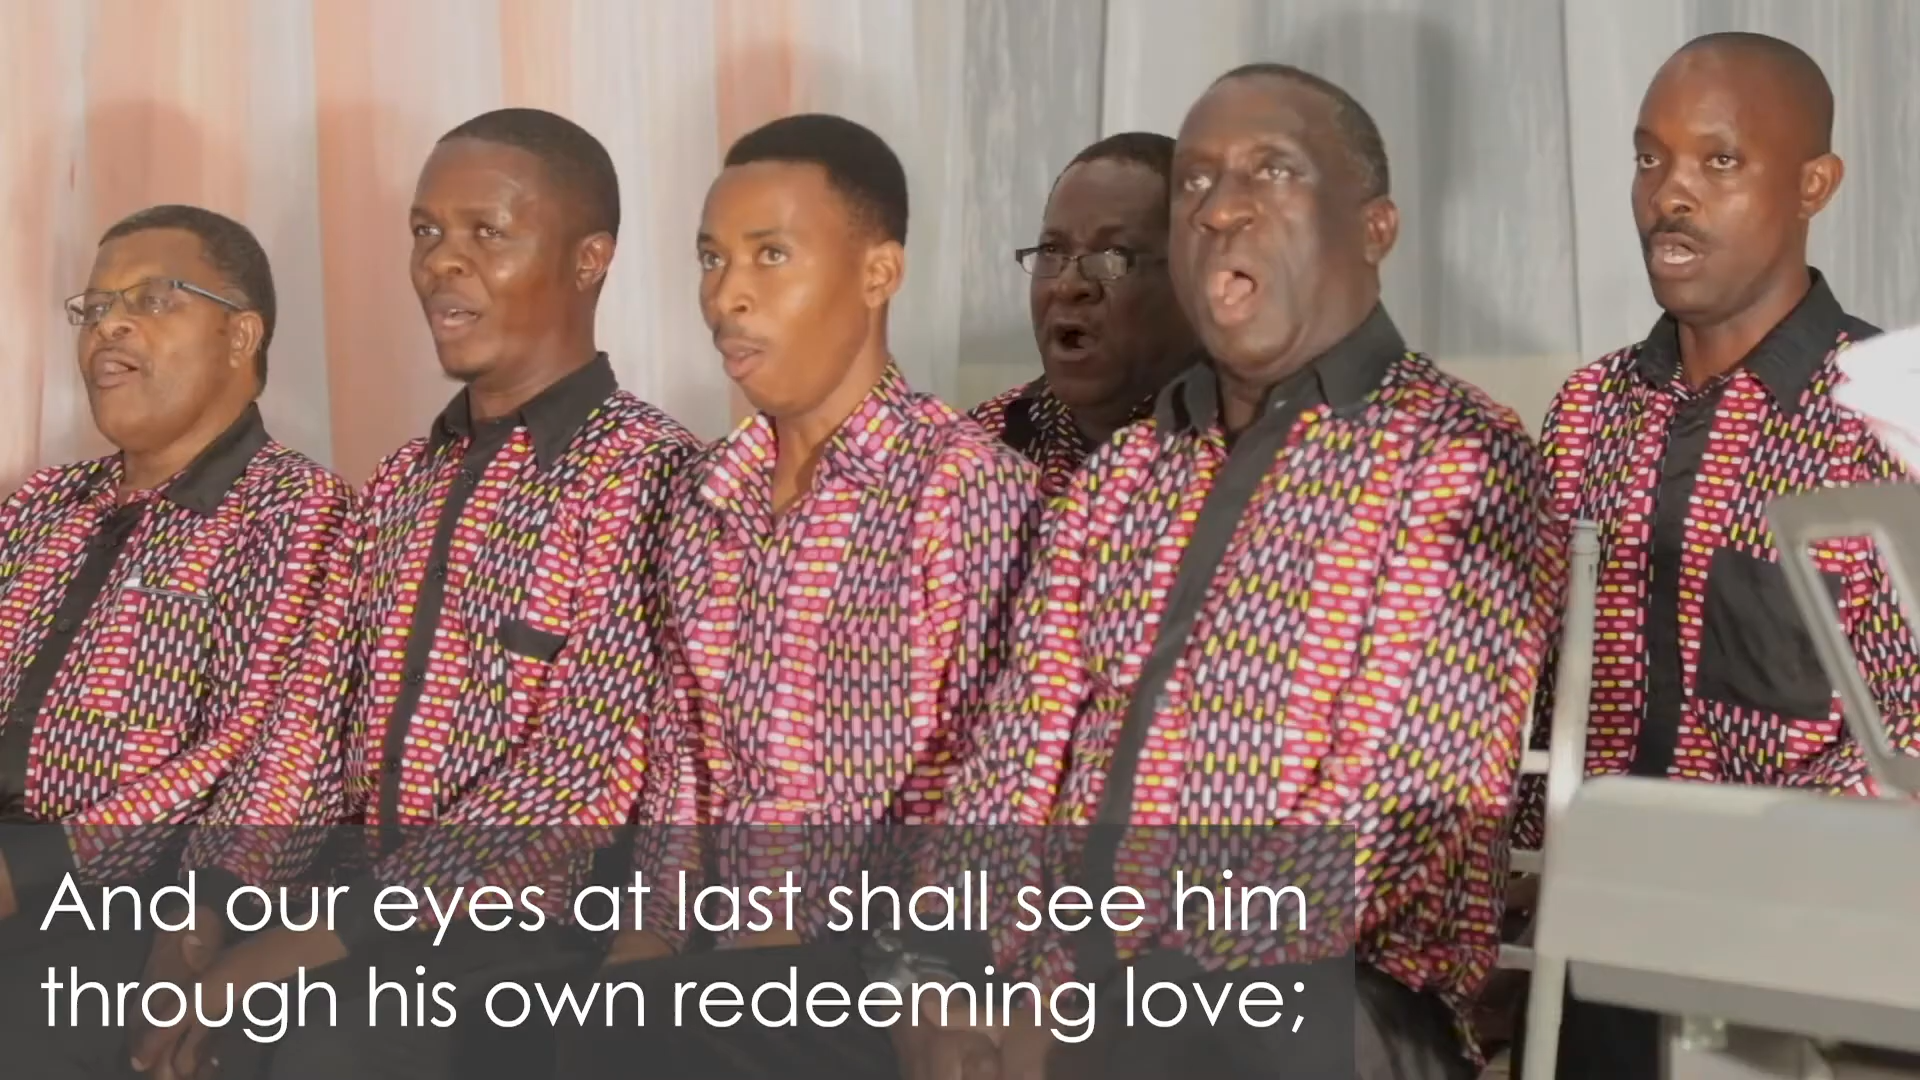 And our eyes at last shall see him
through his own redeeming love;